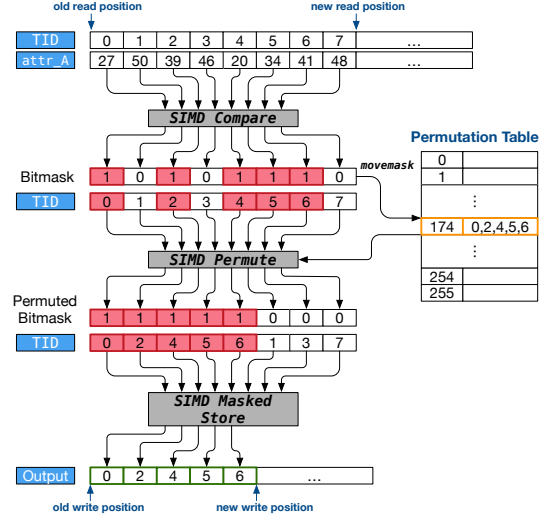 old read position new read position
TID 0 1 2 3 4 5 6 7 ...
attr_A 27 50 39 46 20 34 41 48 ...
SIMD Compare
Permutation Table
Bitmask 1 0 1 0 1 1 1 0 movemask
0
1
⋮
TID 0 1 2 3 4 5 6 7
174 0,2,4,5,6
SIMD Permute
⋮
254
255
Permuted
Bitmask 1 1 1 1 1 0 0 0
TID 0 2 4 5 6 1 3 7
SIMD Masked
Store
Output 0 2 4 5 6 ...
old write position new write position